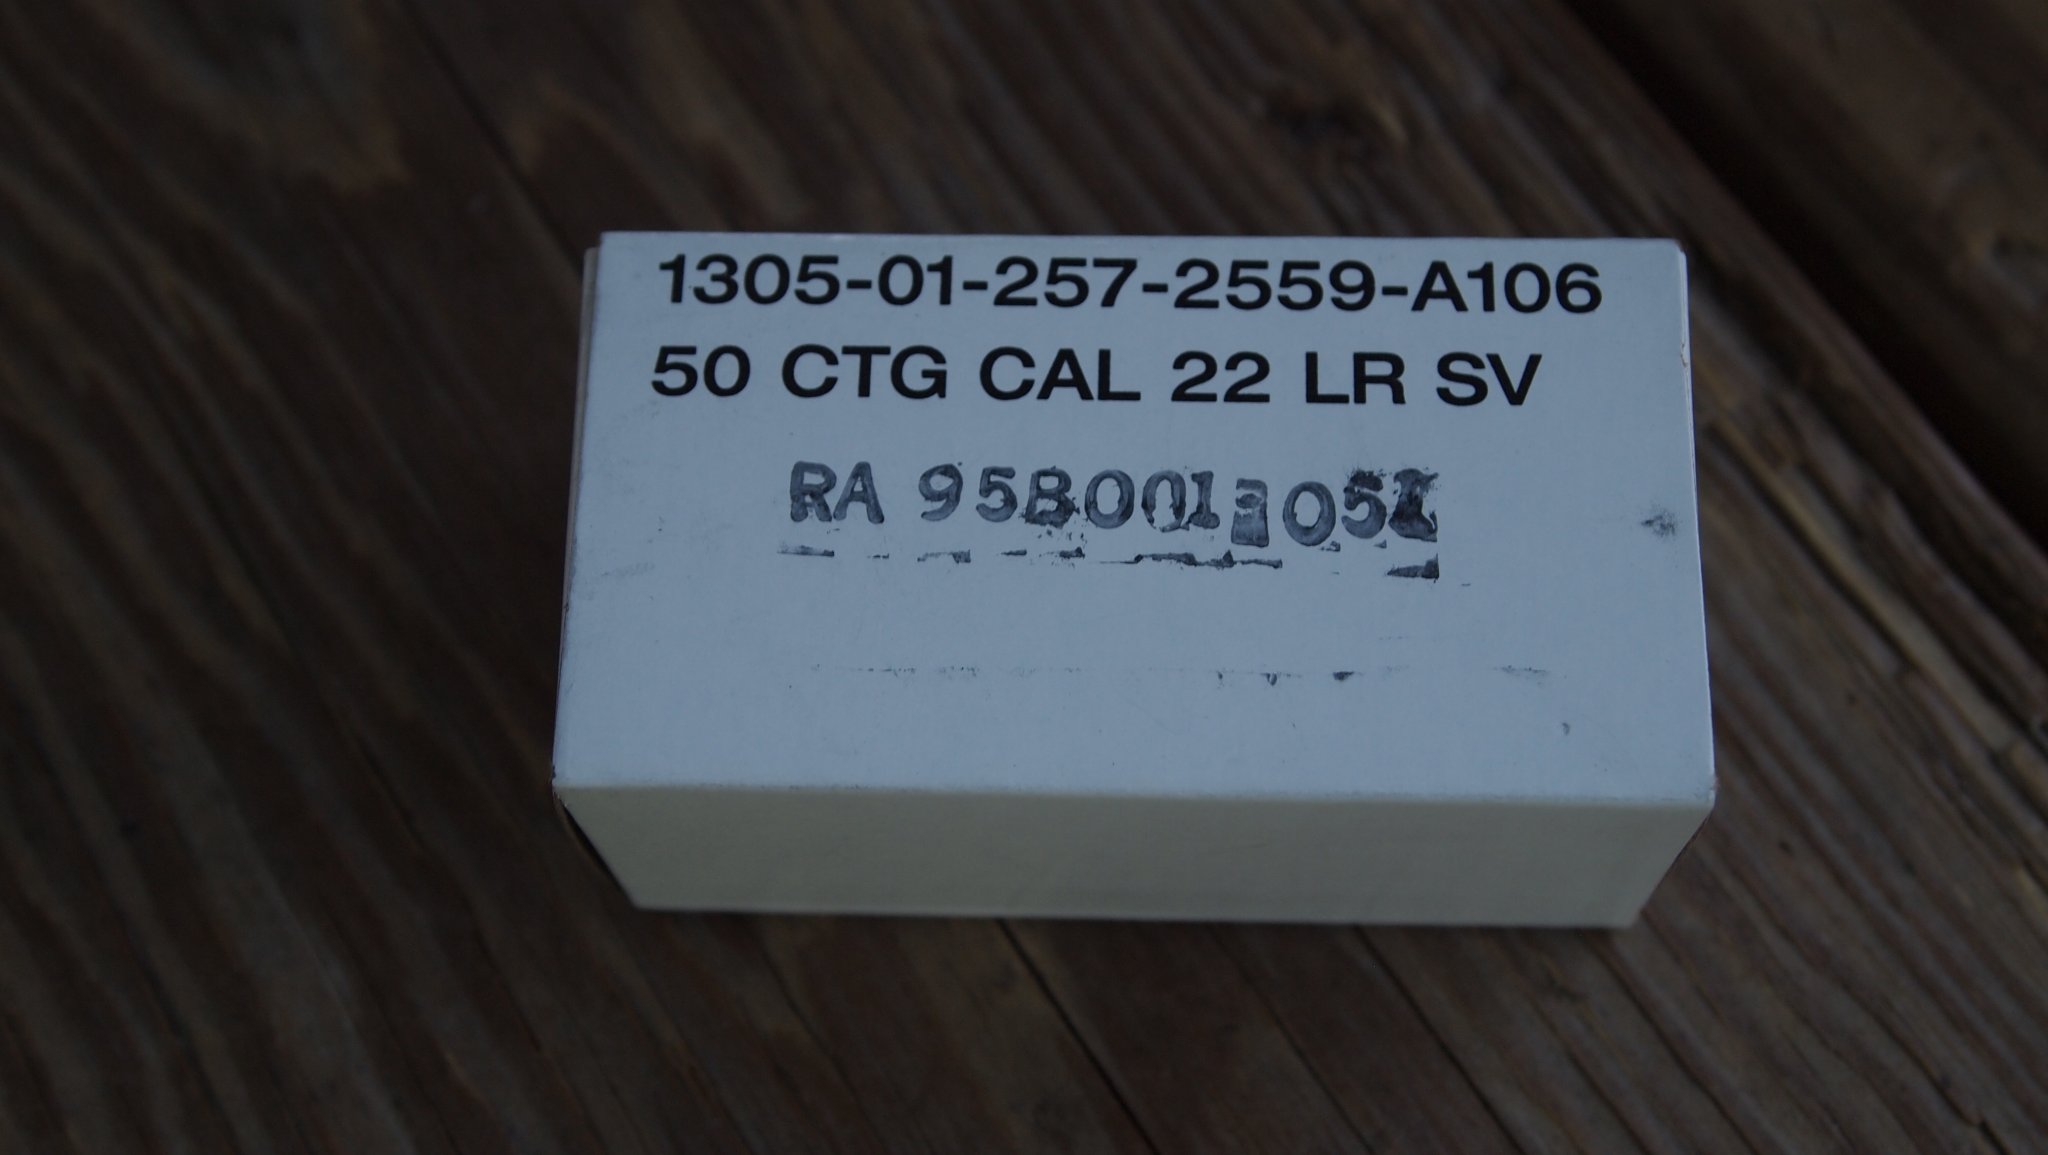 1305-01-257-2559-A106
50 CTG CAL 22 LR SV
RA